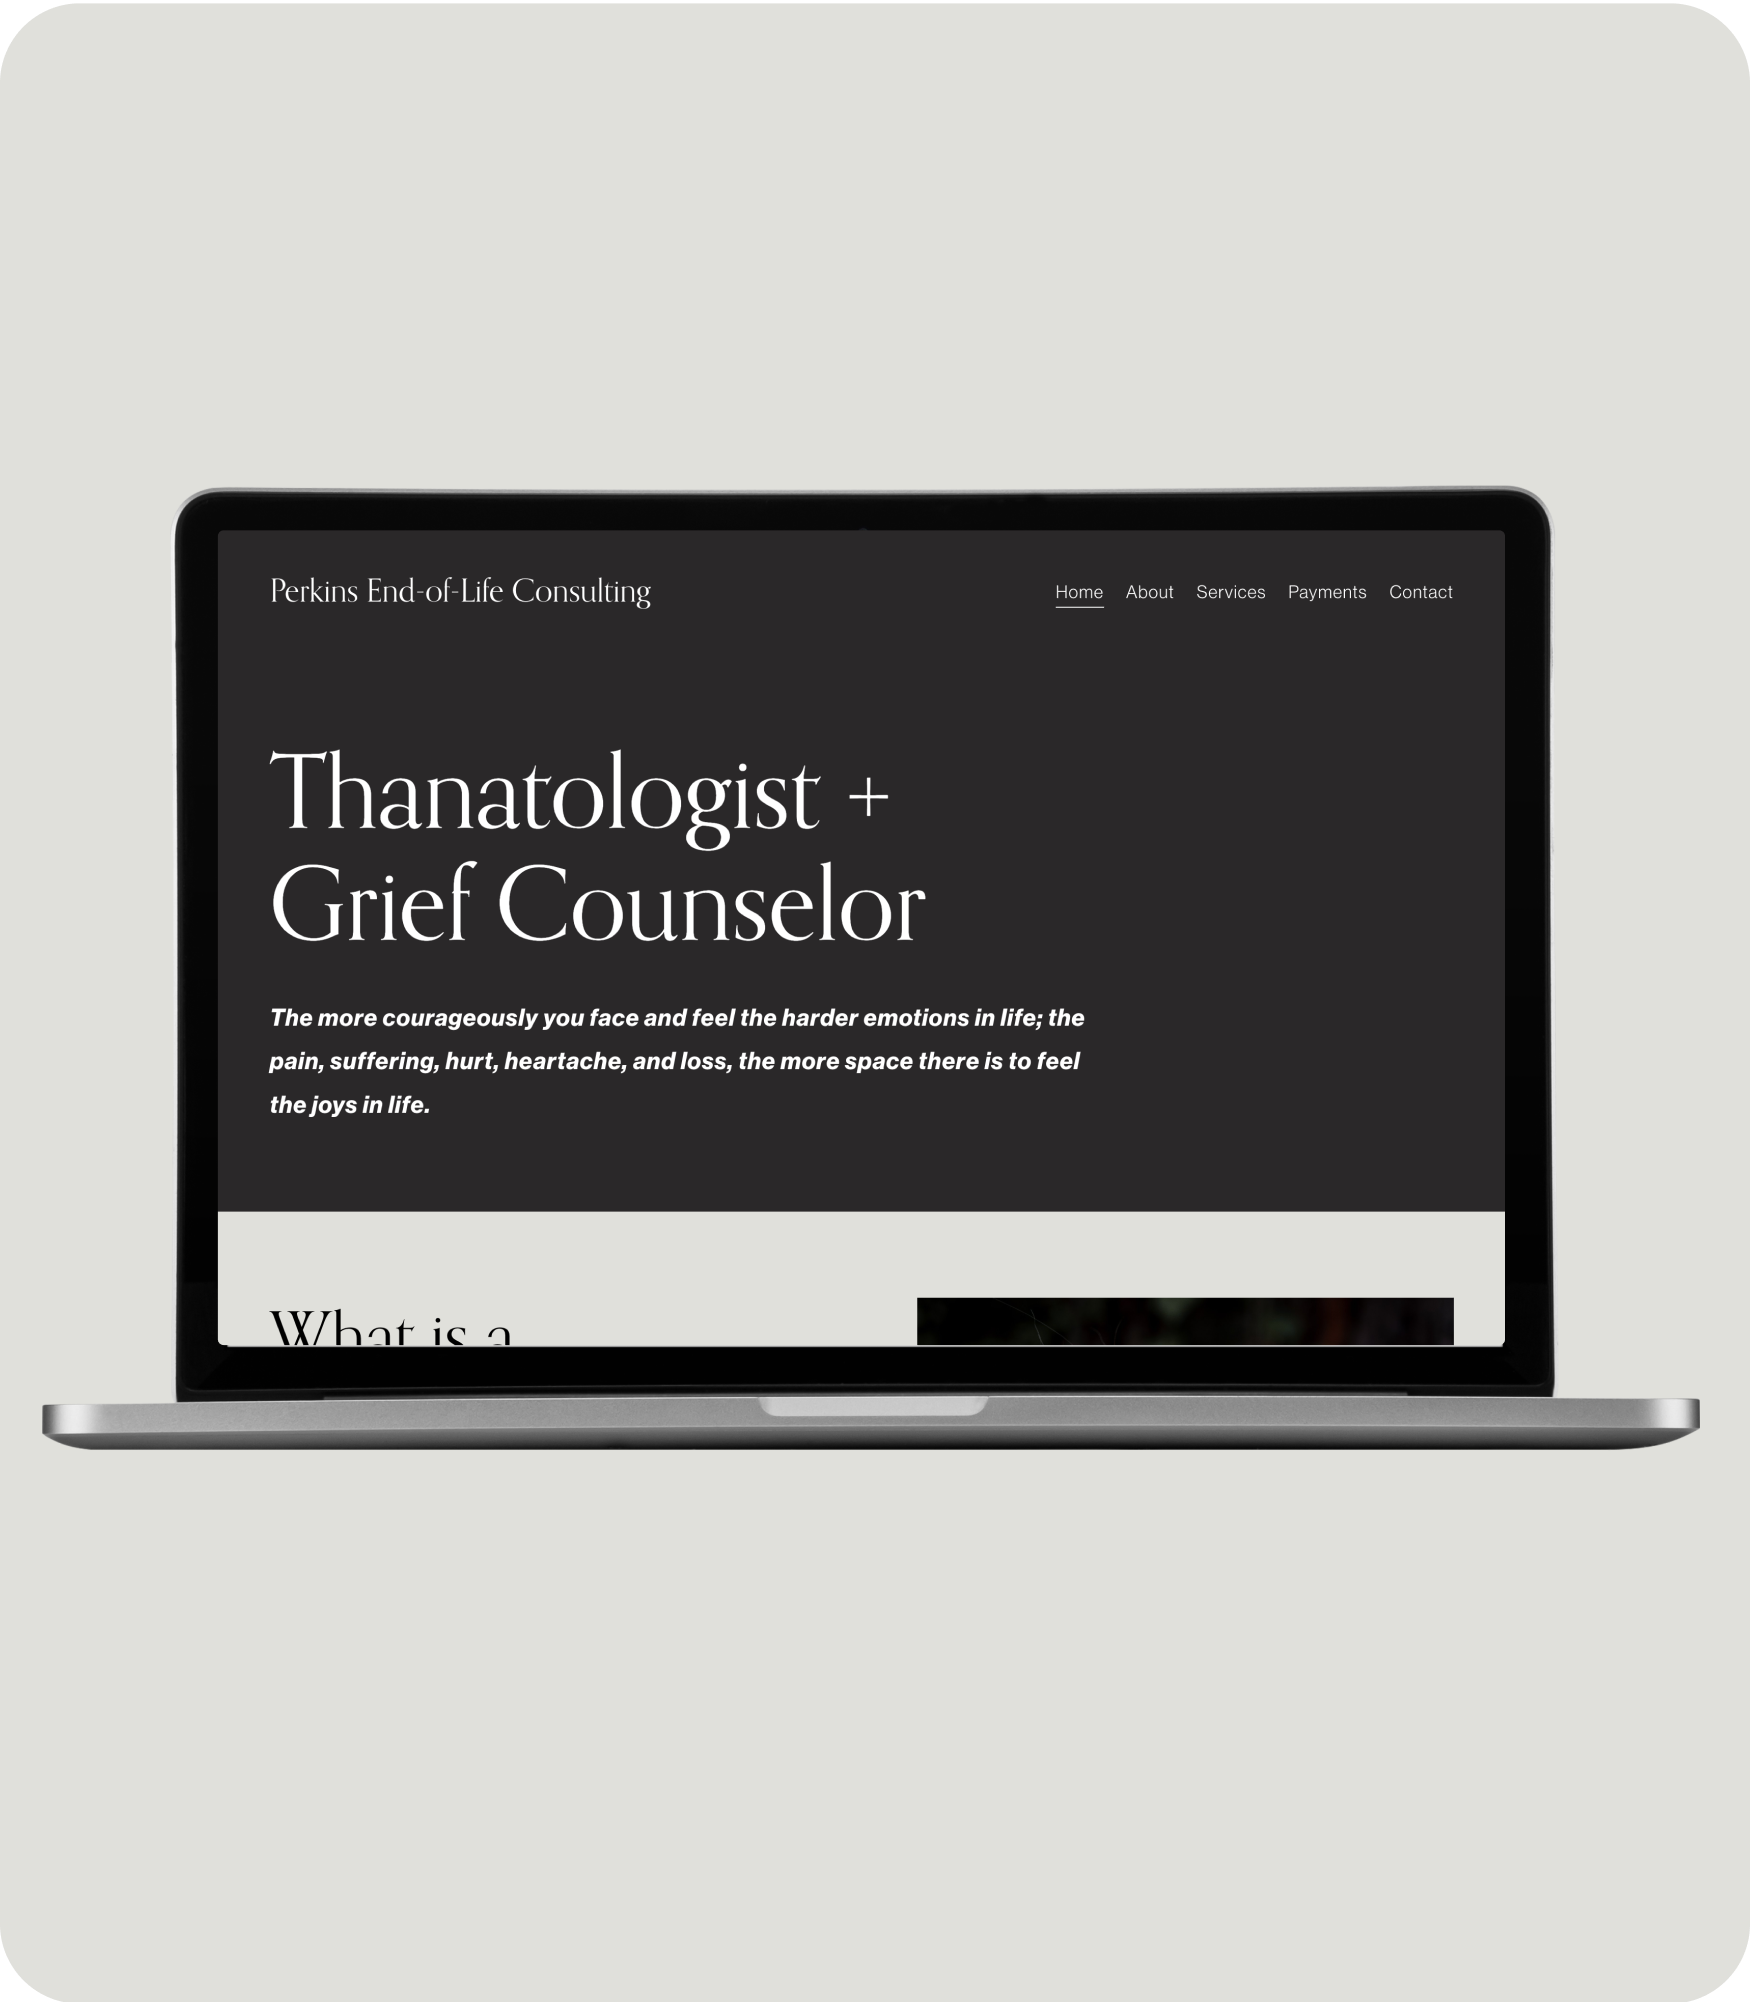 Perkins End-of-Life Consulting
Home About Services Payments Contact
Thanatologist +
Grief Counselor
The more courageously you face and feel the harder emotions in life; the
pain, suffering, hurt, heartache, and loss, the more space there is to feel
the joys in life.
What is a